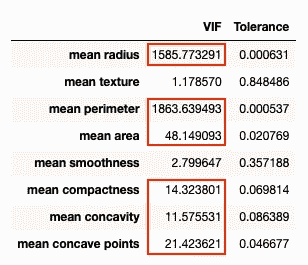 VIF Tolerance
mean radius 1585.773291 0.000631
mean texture 1.178570 0.848486
mean perimeter 1863.639493 0.000537
mean area 48.149093 0.020769
mean smoothness 2.799647 0.357188
mean compactness 14.323801 0.069814
mean concavity 11.575531 0.086389
mean concave points 21.423621 0.046677